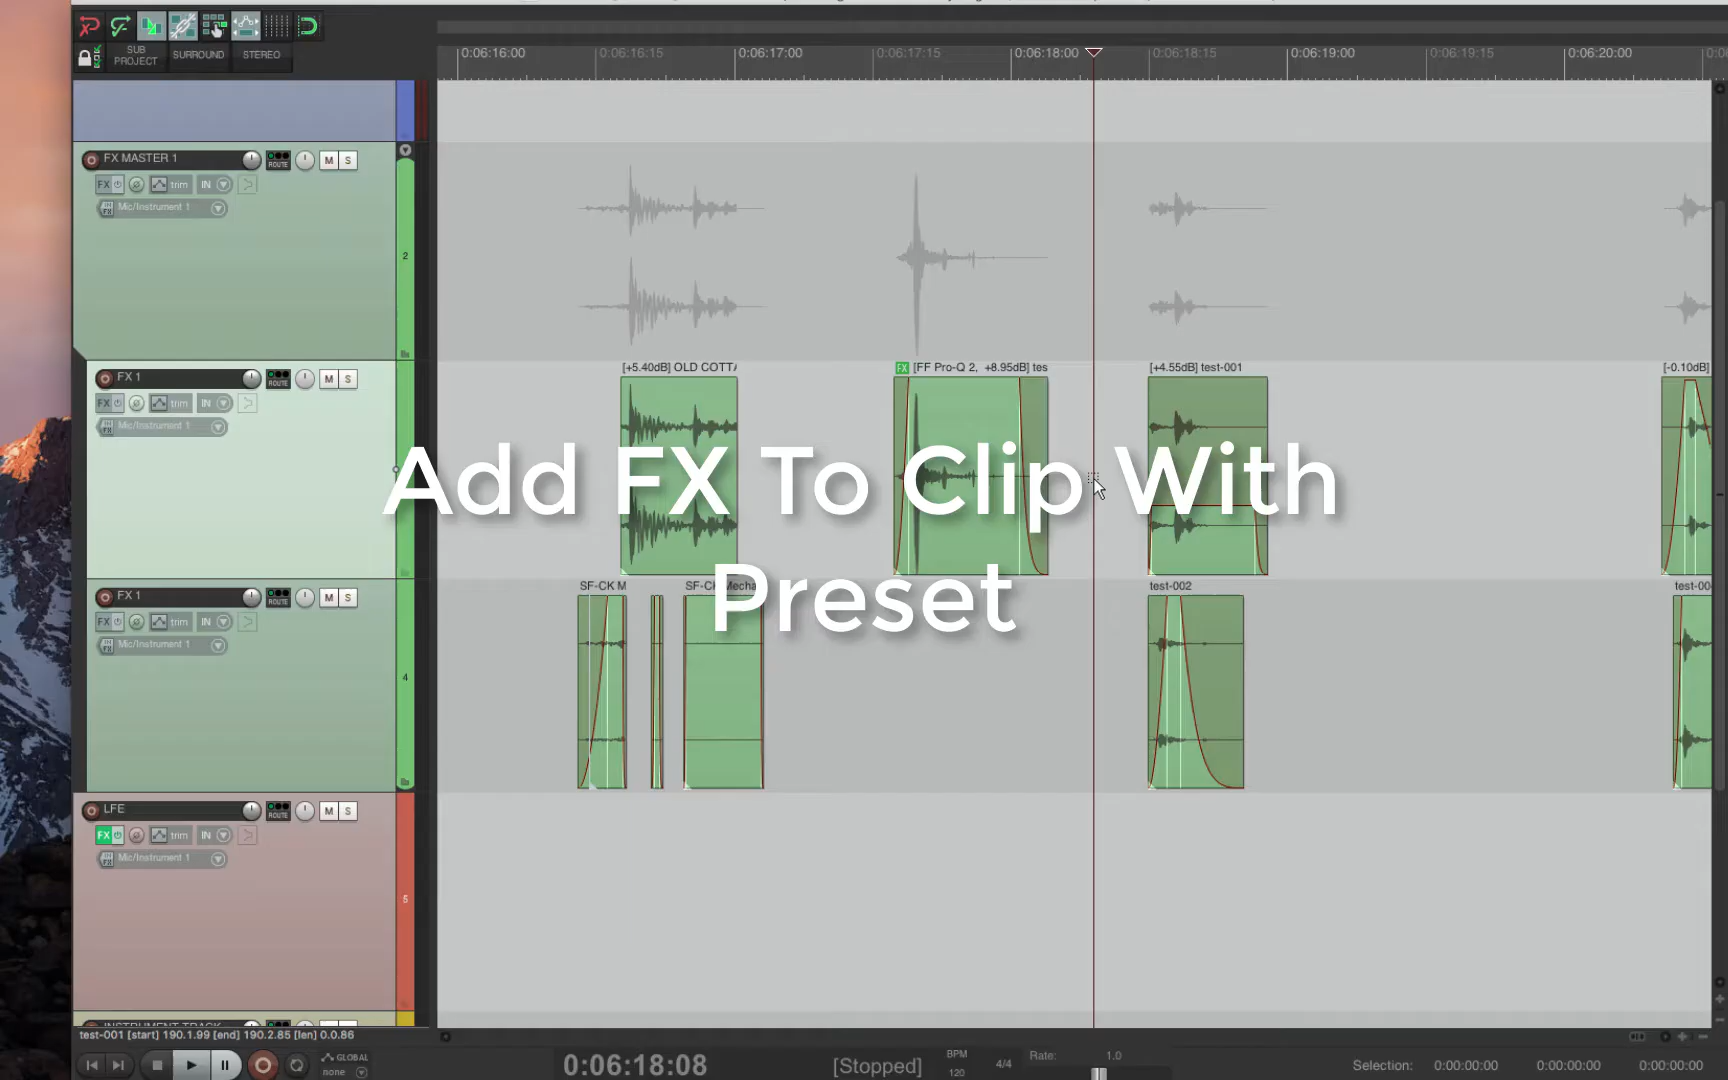 0:06:16:00 0:06:16:15 0:06:17:00 0:06:17:15 0:06:18:00 0:06:18:15 0:06:19:00 0:06:19:15 0:06:20:00
SUB PROJECT SURROUND STEREO
FX MASTER 1 ROUTE M S
FX trim IN
Mic/Instrument 1
2
[+5.40dB] OLD COTT [FF Pro-Q 2, +8.95dB] tes [+4.55dB] test-001 [-0.10dB]
FX
FX 1 ROUTE M S
FX trim IN
Mic/Instrument 1
Add FX To Clip With
Preset
SF-CK M SF-CK Mecha test-002 test-00
FX 1 ROUTE M S
FX trim IN
Mic/Instrument 1
4
LFE ROUTE M S
FX trim IN
Mic/Instrument 1
5
INSTRUMENT TRACK
test-001 [start] 190.1.99 [end] 190.2.85 [len] 0.0.86
GLOBAL
none
0:06:18:08 [Stopped] BPM 120 4/4 Rate: 1.0 Selection: 0:00:00:00 0:00:00:00 0:00:00:00